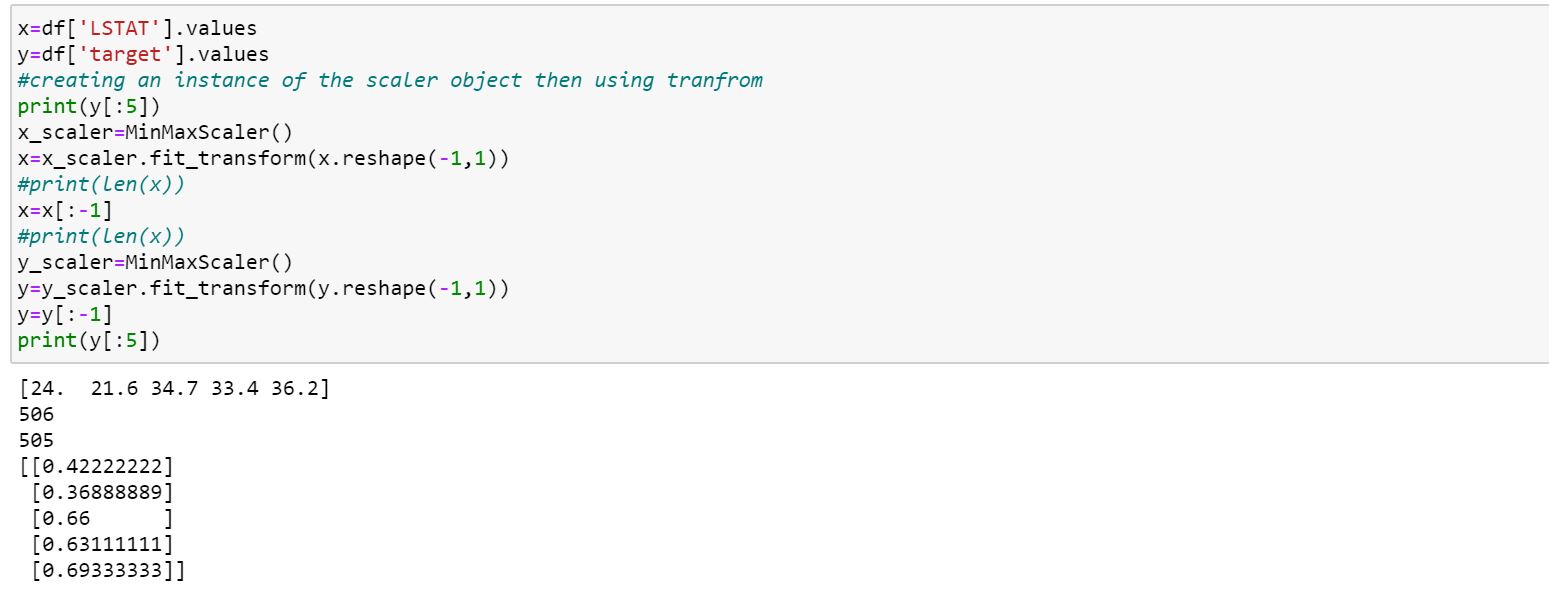 x=df['LSTAT'].values
y=df['target'].values
#creating an instance of the scaler object then using tranfrom
print(y[:5])
x_scaler=MinMaxScaler()
x=x_scaler.fit_transform(x.reshape(-1,1))
#print(len(x))
x=x[:-1]
#print(len(x))
y_scaler=MinMaxScaler()
y=y_scaler.fit_transform(y.reshape(-1,1))
y=y[:-1]
print(y[:5])
[24.  21.6 34.7 33.4 36.2]
506
505
[[0.42222222]
 [0.36888889]
 [0.66      ]
 [0.63111111]
 [0.69333333]]